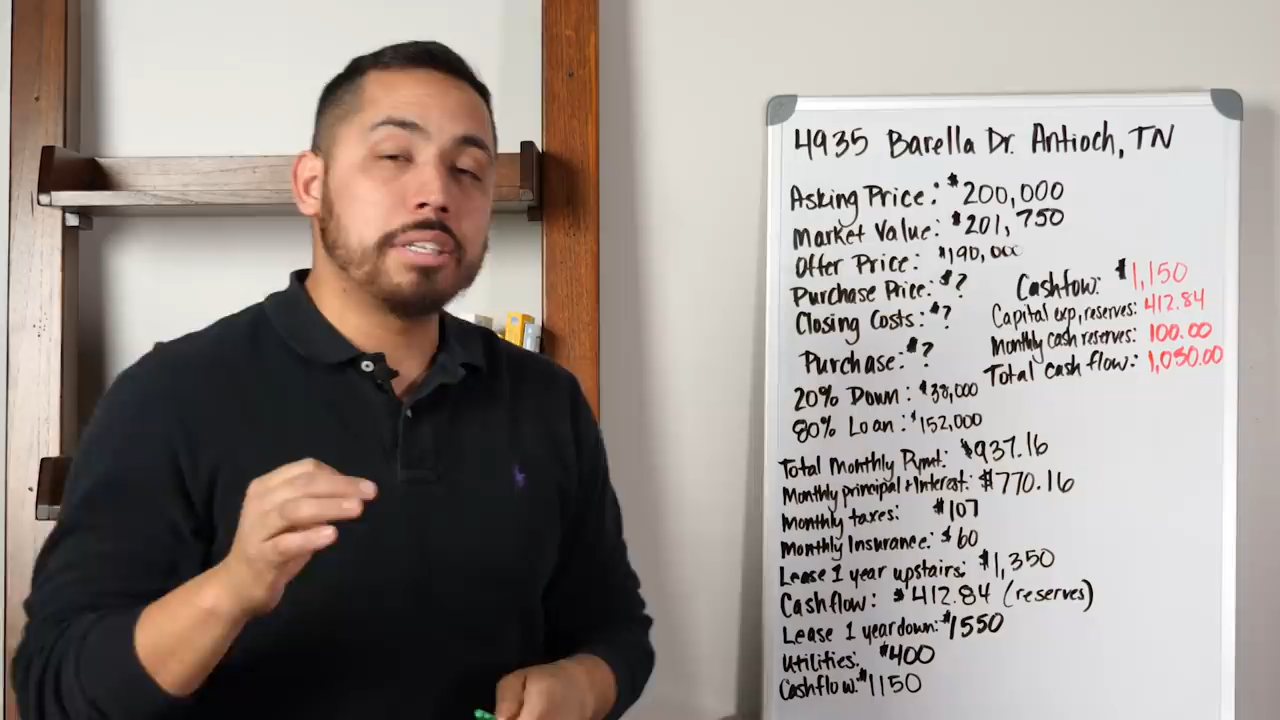 4935 Barella Dr. Antioch, TN
Asking Price: $200,000
Market Value: $201,750
Offer Price: $190,000
Purchase Price: $?
Closing Costs: $?
Purchase: $?
20% Down: $38,000
80% Loan: $152,000
Total Monthly Pymt: $937.16
Monthly principal + Interest: $770.16
Monthly taxes: $107
Monthly Insurance: $60
Lease 1 year upstairs: $1,350
Cashflow: $412.84 (reserves)
Lease 1 year down: $1550
Utilities: $400
Cashflow: $1150
Cashflow: $1,150
Capital exp, reserves: 412.84
Monthly cash reserves: 100.00
Total cash flow: 1,050.00